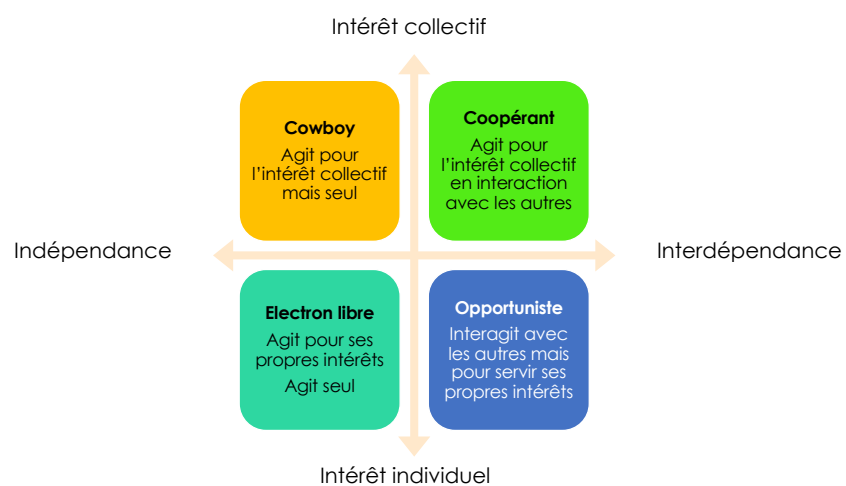 Intérêt collectif
Cowboy
Agit pour
l'intérêt collectif
mais seul
Coopérant
Agit pour
l'intérêt collectif
en interaction
avec les autres
Indépendance
Interdépendance
Electron libre
Agit pour ses
propres intérêts
Agit seul
Opportuniste
Interagit avec
les autres mais
pour servir ses
propres intérêts
Intérêt individuel